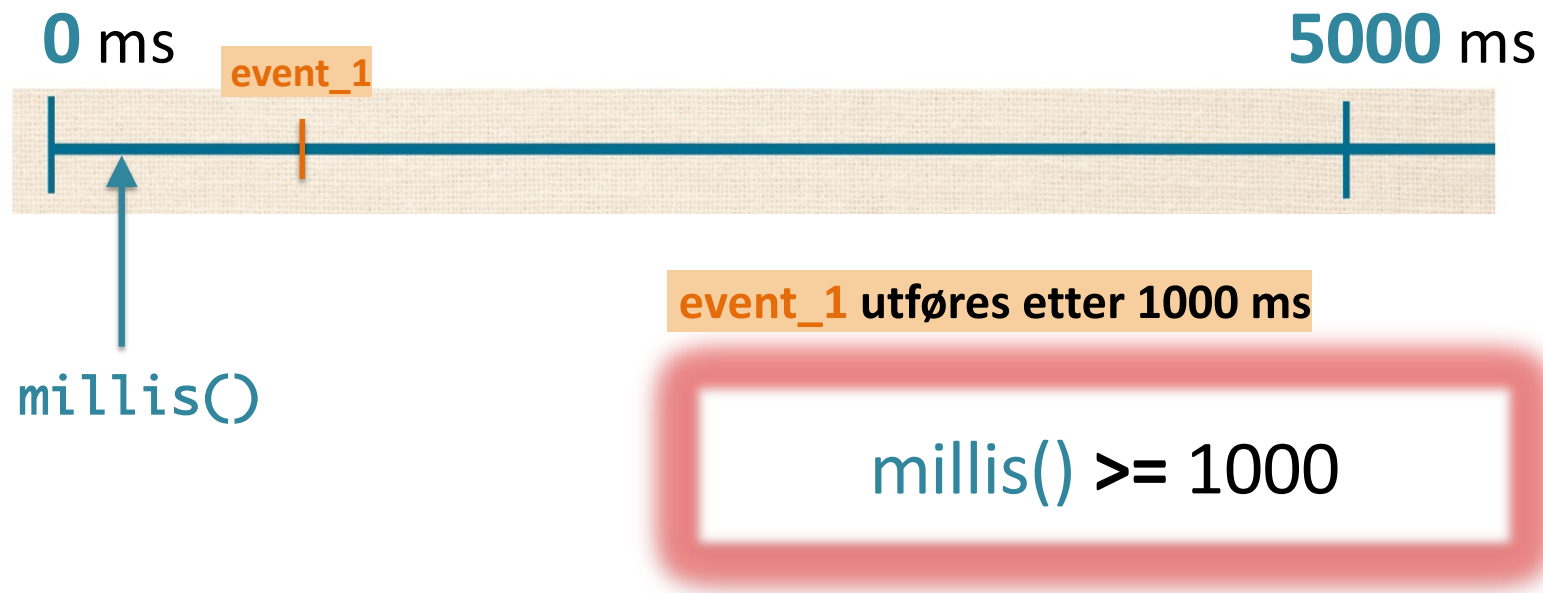 0 ms
5000 ms
event_1
event_1 utføres etter 1000 ms
millis()
millis() >= 1000